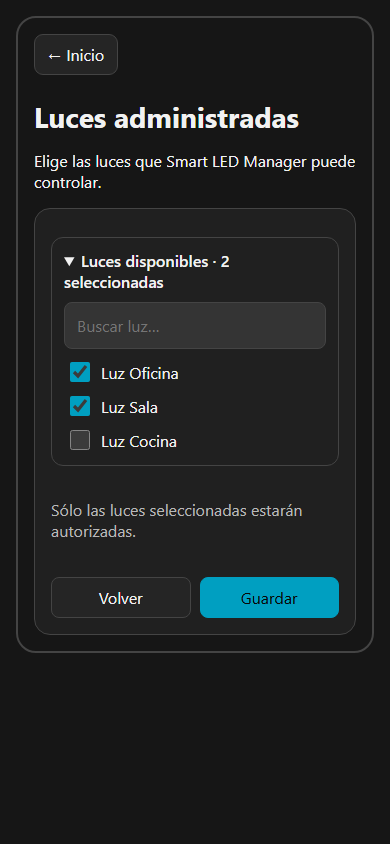 ← Inicio
Luces administradas
Elige las luces que Smart LED Manager puede
controlar.
▼ Luces disponibles · 2
seleccionadas
Buscar luz...
Luz Oficina
Luz Sala
Luz Cocina
Sólo las luces seleccionadas estarán
autorizadas.
Volver
Guardar